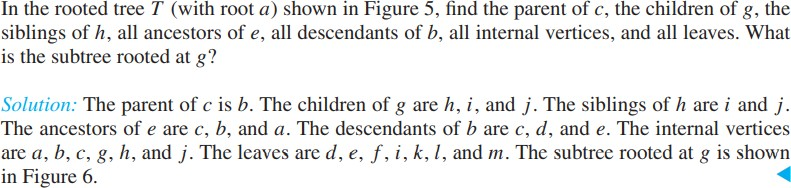 In the rooted tree T (with root a) shown in Figure 5, find the parent of c, the children of g, the
siblings of h, all ancestors of e, all descendants of b, all internal vertices, and all leaves. What
is the subtree rooted at g?
Solution: The parent of c is b. The children of g are h, i, and j. The siblings of h are i and j.
The ancestors of e are c, b, and a. The descendants of b are c, d, and e. The internal vertices
are a, b, c, g, h, and j. The leaves are d, e, f, i, k, l, and m. The subtree rooted at g is shown
in Figure 6.